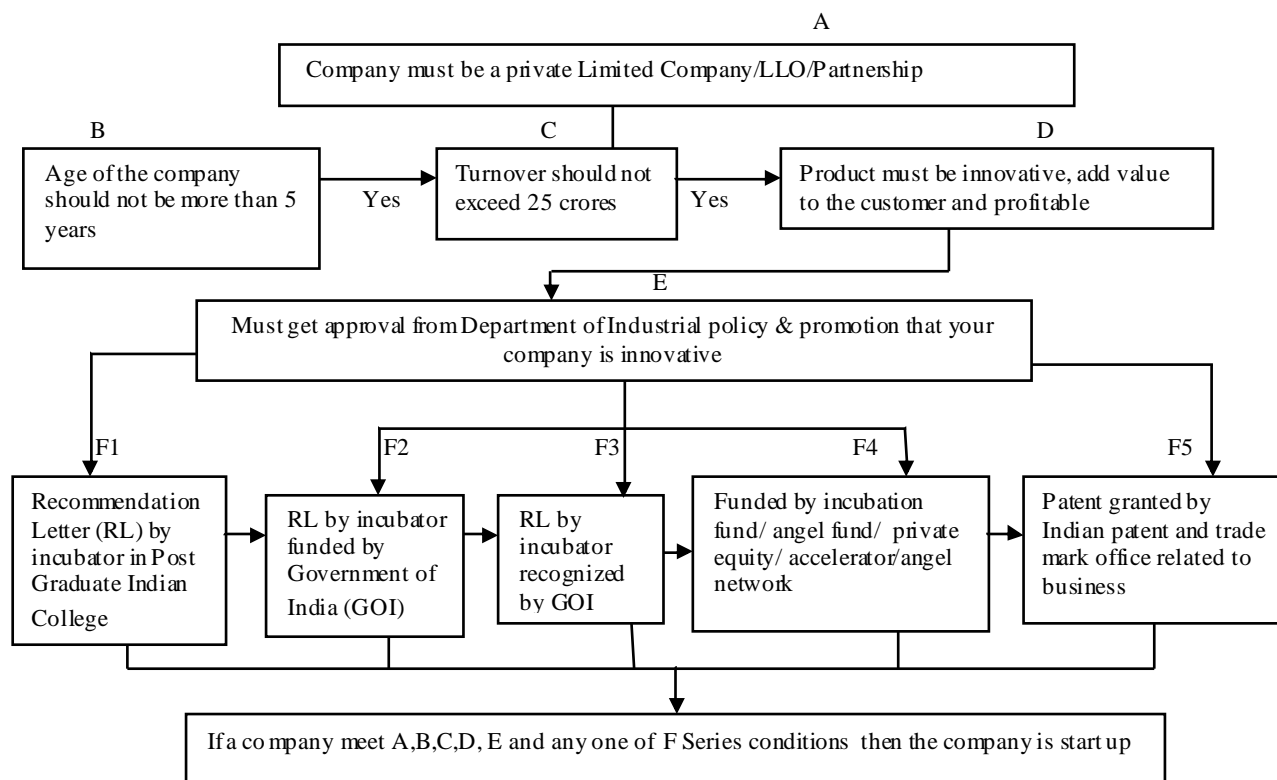 A
Company must be a private Limited Company/LLO/Partnership
B
C
D
Age of the company
should not be more than 5
years
Yes
Turnover should not
exceed 25 crores
Yes
Product must be innovative, add value
to the customer and profitable
E
Must get approval from Department of Industrial policy & promotion that your
company is innovative
F1
F2
F3
F4
F5
Recommendation
Letter (RL) by
incubator in Post
Graduate Indian
College
RL by incubator
funded by
Government of
India (GOI)
RL by
incubator
recognized
by GOI
Funded by incubation
fund/ angel fund/ private
equity/ accelerator/angel
network
Patent granted by
Indian patent and trade
mark office related to
business
If a company meet A,B,C,D, E and any one of F Series conditions then the company is start up